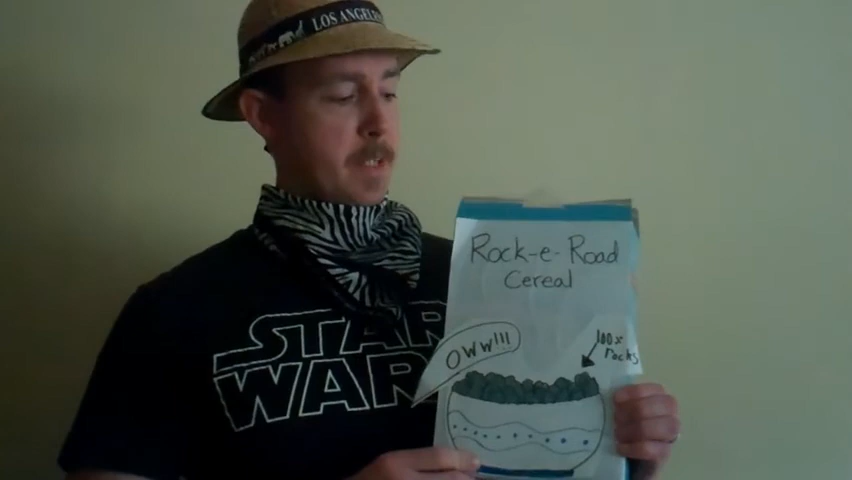 LOS ANGELES
Rock-e-Road
Cereal
OWW!!!
100%
rocks
STAR
WARS